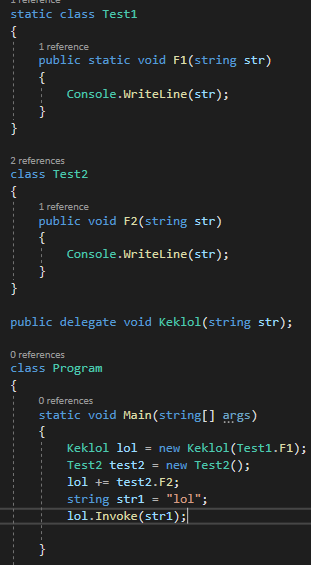 1 reference
static class Test1
{
1 reference
public static void F1(string str)
{
Console.WriteLine(str);
}
}
2 references
class Test2
{
1 reference
public void F2(string str)
{
Console.WriteLine(str);
}
}
public delegate void Keklol(string str);
0 references
class Program
{
0 references
static void Main(string[] args)
{
Keklol lol = new Keklol(Test1.F1);
Test2 test2 = new Test2();
lol += test2.F2;
string str1 = "lol";
lol.Invoke(str1);
}